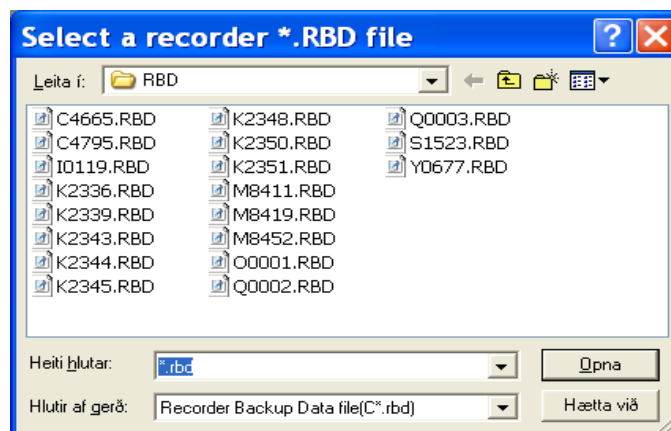 Select a recorder *.RBD file
Leita í: RBD
C4665.RBD
C4795.RBD
I0119.RBD
K2336.RBD
K2339.RBD
K2343.RBD
K2344.RBD
K2345.RBD
K2348.RBD
K2350.RBD
K2351.RBD
M8411.RBD
M8419.RBD
M8452.RBD
O0001.RBD
Q0002.RBD
Q0003.RBD
S1523.RBD
Y0677.RBD
Heiti hlutar: *.rbd Opna
Hlutir af gerð: Recorder Backup Data file(C*.rbd) Hætta við